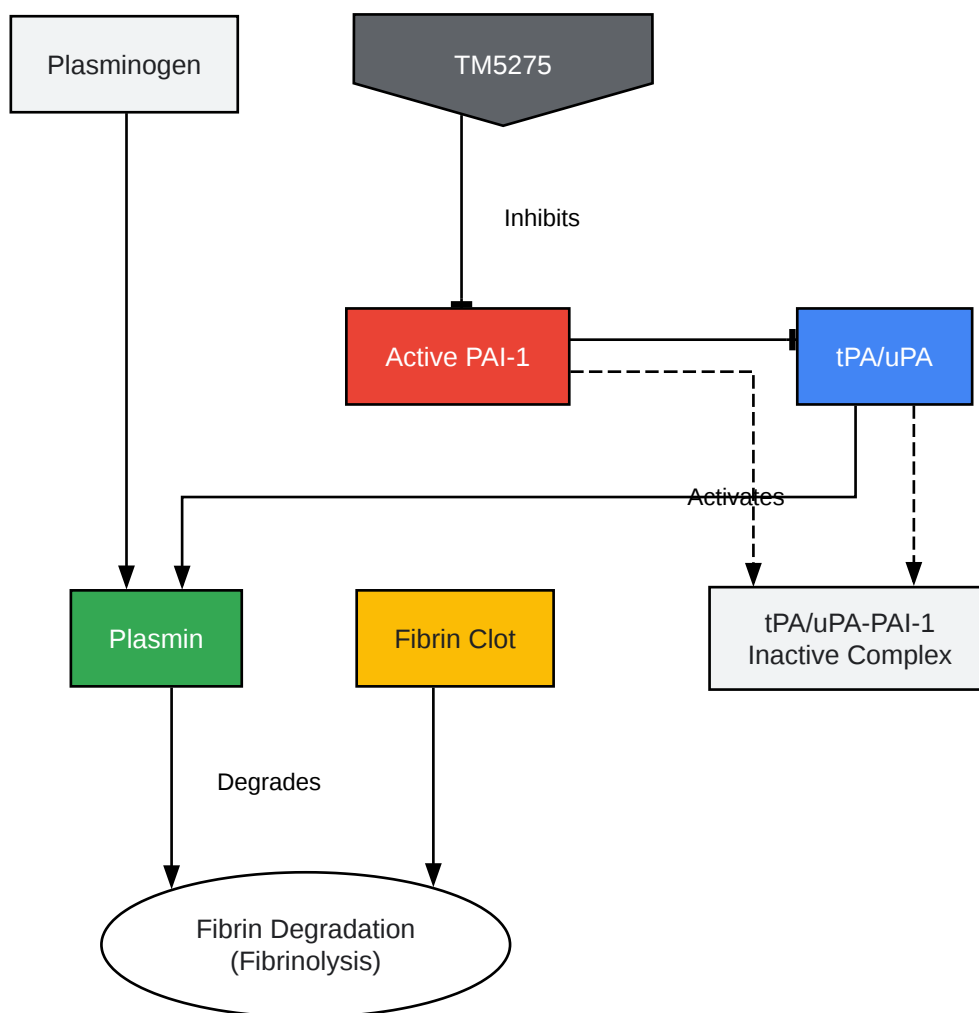 Plasminogen
TM5275
Inhibits
Active PAI-1
tPA/uPA
Activates
Plasmin
Fibrin Clot
tPA/uPA-PAI-1
Inactive Complex
Degrades
Fibrin Degradation
(Fibrinolysis)